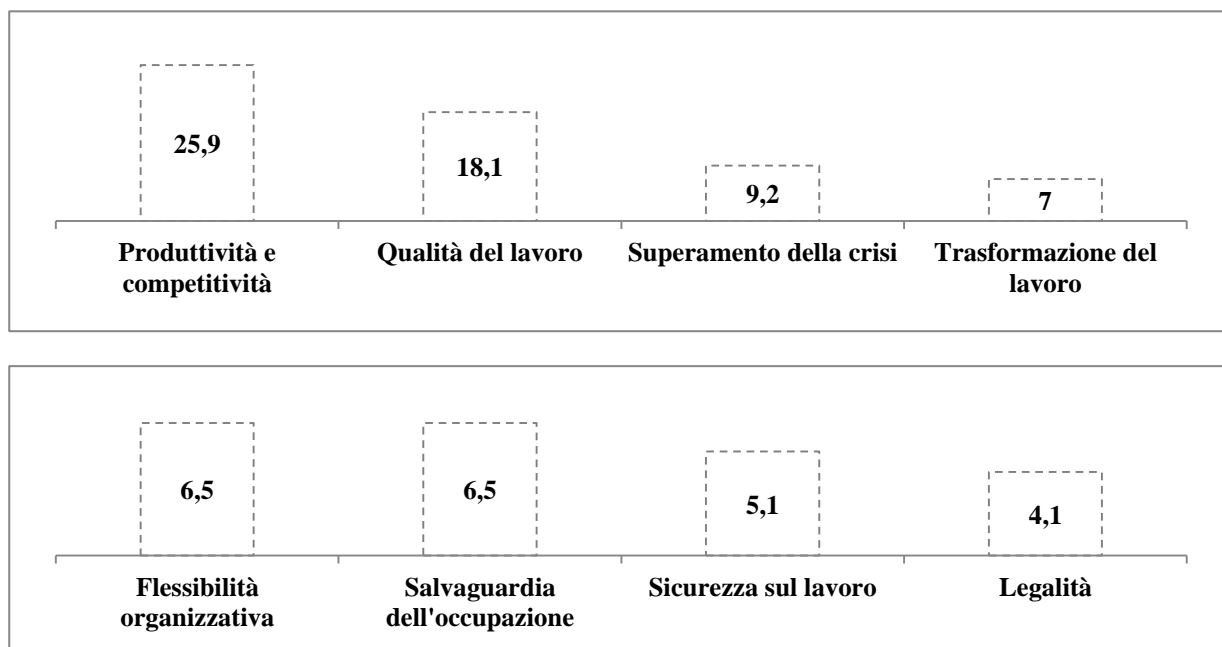 25,9
18,1
9,2
7
Produttività e
competitività
Qualità del lavoro
Superamento della crisi
Trasformazione del
lavoro
6,5
6,5
5,1
4,1
Flessibilità
organizzativa
Salvaguardia
dell'occupazione
Sicurezza sul lavoro
Legalità